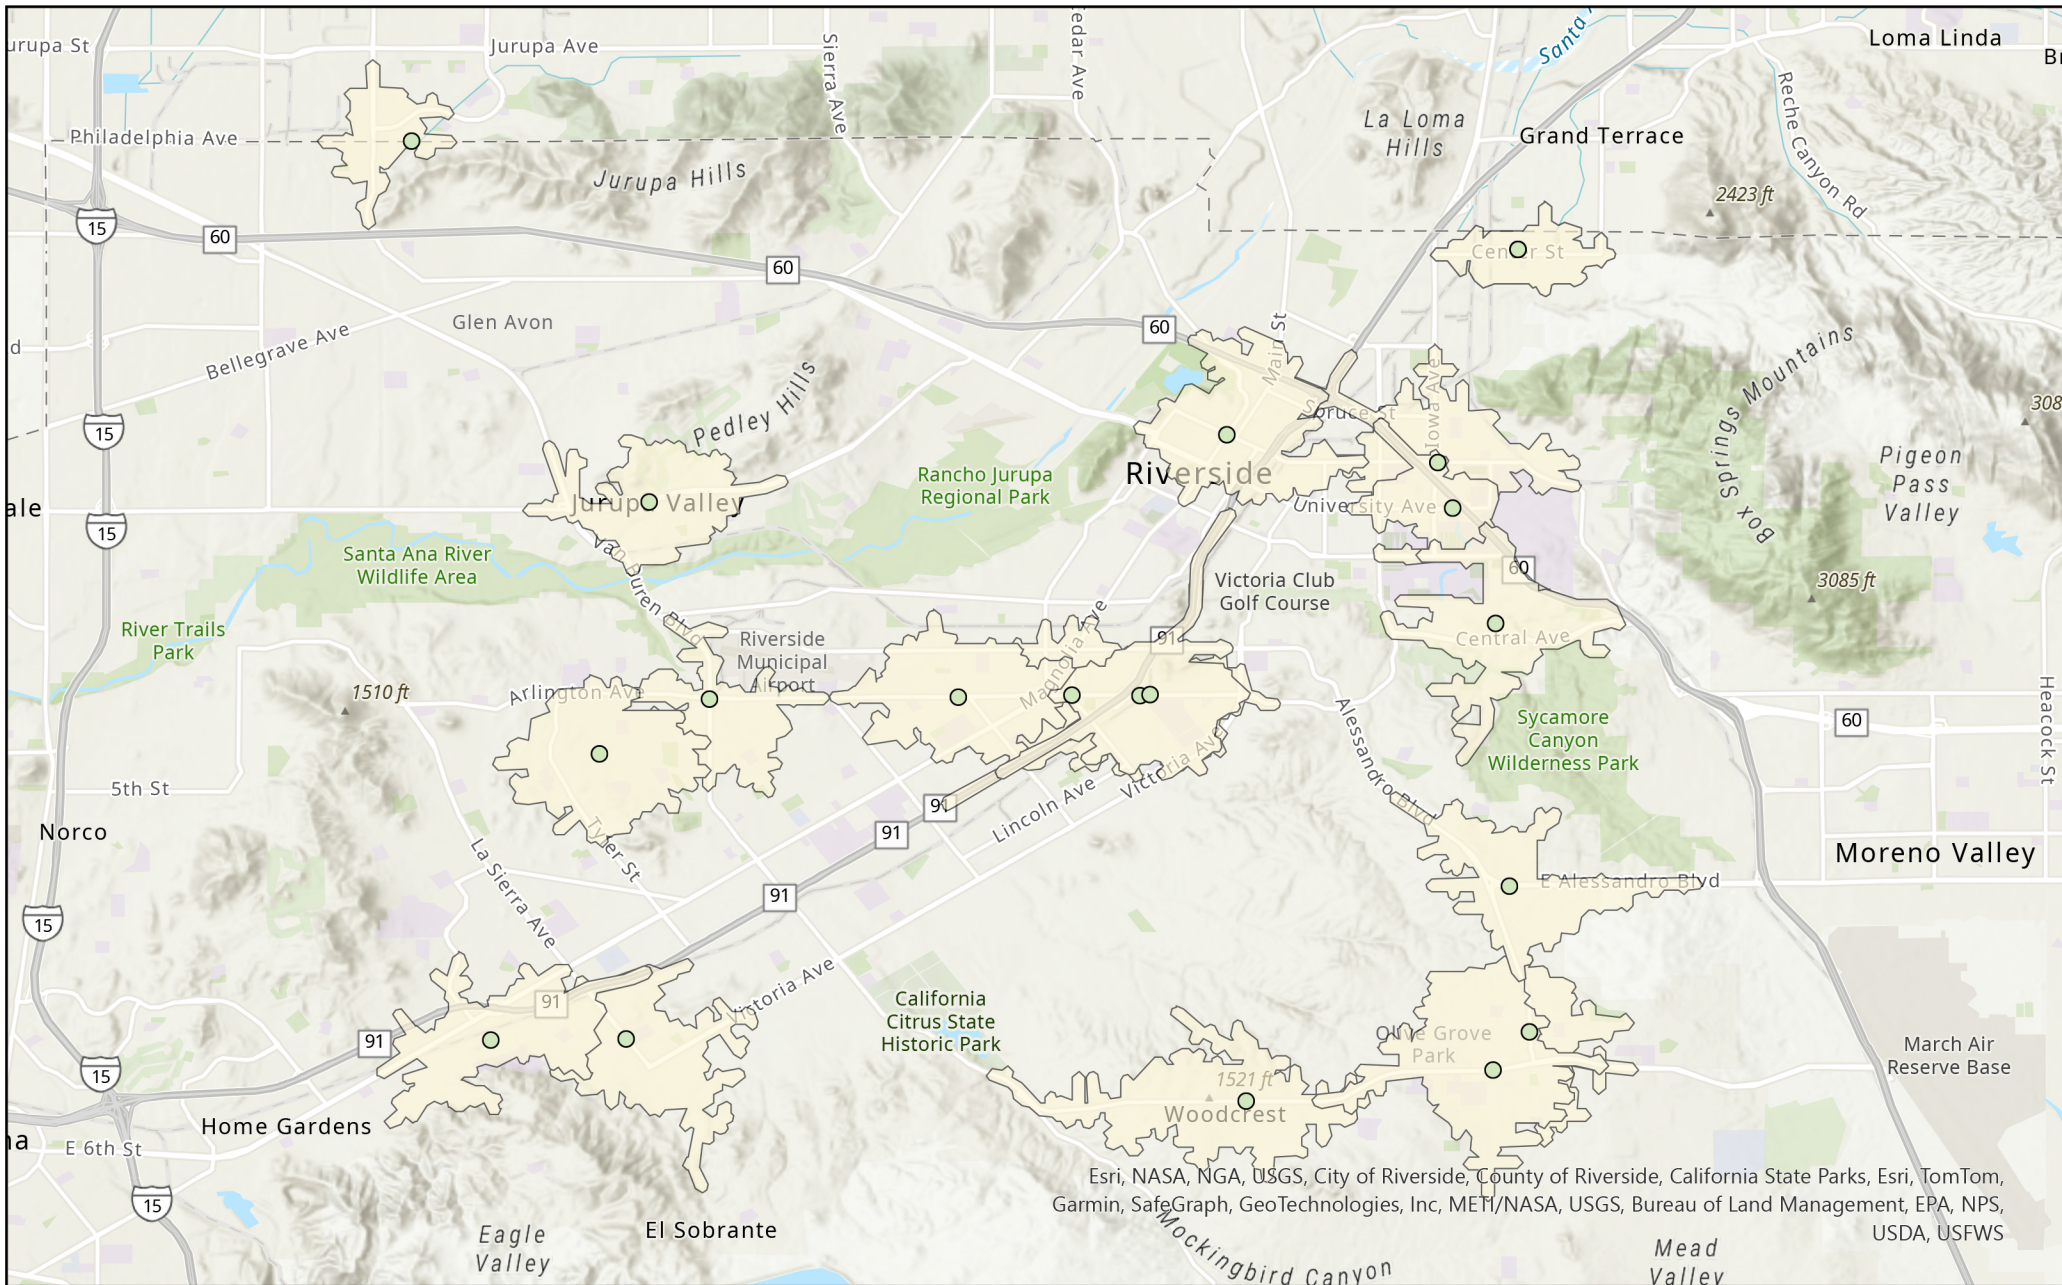 urupa St
Jurupa Ave
Sierra Ave
edar Ave
Santa
Loma Linda
Philadelphia Ave
La Loma
Hills
Grand Terrace
Reche Canyon Rd
Jurupa Hills
2423 ft
15
60
60
Center St
Glen Avon
60
Main St
Bellegrave Ave
Pedley Hills
Box Springs Mountains
308
15
Spruce St
Iowa Ave
Riverside
Rancho Jurupa
Regional Park
Pigeon
Pass
Valley
Jurupa Valley
University Ave
ale
15
Santa Ana River
Wildlife Area
Van Buren Blvd
60
3085 ft
Victoria Club
Golf Course
River Trails
Park
Riverside
Municipal
Airport
Magnolia Ave
91
Central Ave
1510 ft
Arlington Ave
Alessandro Blvd
Sycamore
Canyon
Wilderness Park
60
Heacock St
5th St
Victoria Ave
Lincoln Ave
91
91
Norco
Tyler St
La Sierra Ave
Moreno Valley
E Alessandro Blvd
91
15
Victoria Ave
91
California
Citrus State
Historic Park
91
Olive Grove
Park
March Air
Reserve Base
15
1521 ft
Woodcrest
Home Gardens
E 6th St
na
15
Esri, NASA, NGA, USGS, City of Riverside, County of Riverside, California State Parks, Esri, TomTom,
Garmin, SafeGraph, GeoTechnologies, Inc, METI/NASA, USGS, Bureau of Land Management, EPA, NPS,
USDA, USFWS
El Sobrante
Eagle
Valley
Mockingbird Canyon
Mead
Valley